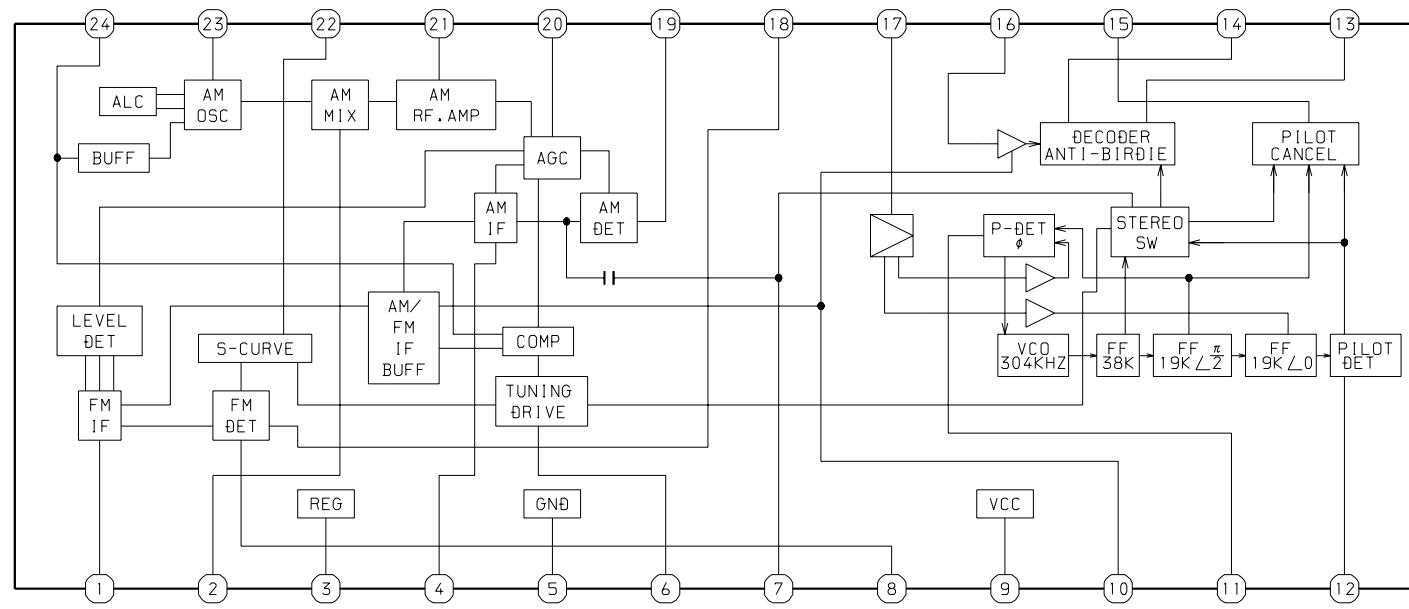 24 23 22 21 20 19 18 17 16 15 14 13
ALC
AM
OSC
AM
MIX
AM
RF.AMP
BUFF
AGC
DECODER
ANTI-BIRDIE
PILOT
CANCEL
AM
IF
AM
DET
P-DET
φ
STEREO
SW
LEVEL
DET
S-CURVE
AM/
FM
IF
BUFF
COMP
VCO
304KHZ
FF
38K
FF π/2
19K∠
FF
19K∠0
PILOT
DET
FM
IF
FM
DET
TUNING
DRIVE
REG
GND
VCC
1 2 3 4 5 6 7 8 9 10 11 12